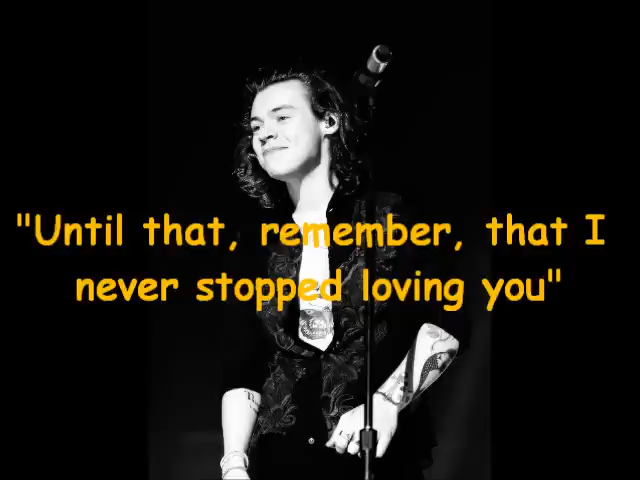 "Until that, remember, that I
never stopped loving you"